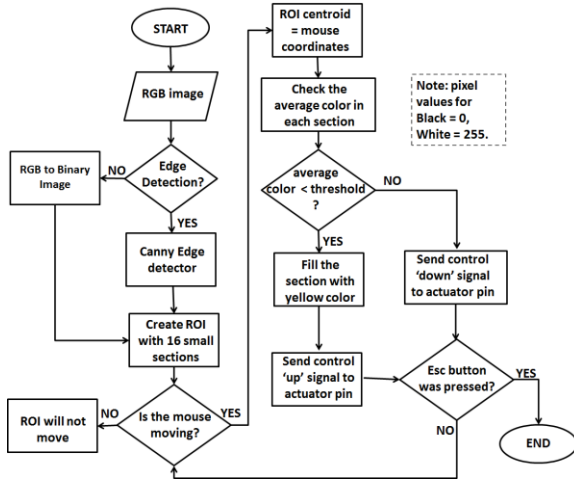 START
RGB image
Edge
Detection?
NO
YES
RGB to Binary
Image
Canny Edge
detector
Create ROI
with 16 small
sections
Is the mouse
moving?
NO
YES
ROI will not
move
ROI centroid
= mouse
coordinates
Check the
average color in
each section
Note: pixel
values for
Black = 0,
White = 255.
average
color < threshold
?
NO
YES
Fill the
section with
yellow color
Send control
‘down’ signal
to actuator pin
Send control
‘up’ signal to
actuator pin
Esc button
was pressed?
YES
NO
END